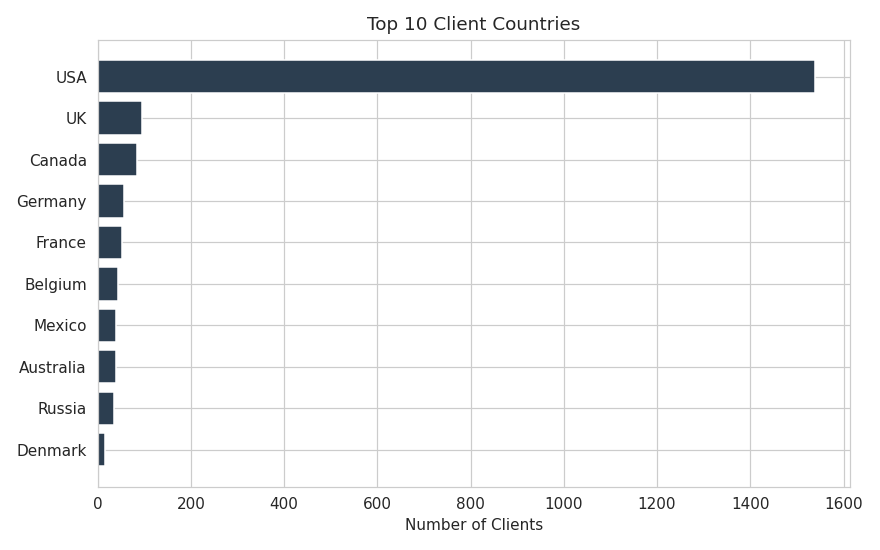 Top 10 Client Countries
USA
UK
Canada
Germany
France
Belgium
Mexico
Australia
Russia
Denmark
0 200 400 600 800 1000 1200 1400 1600
Number of Clients